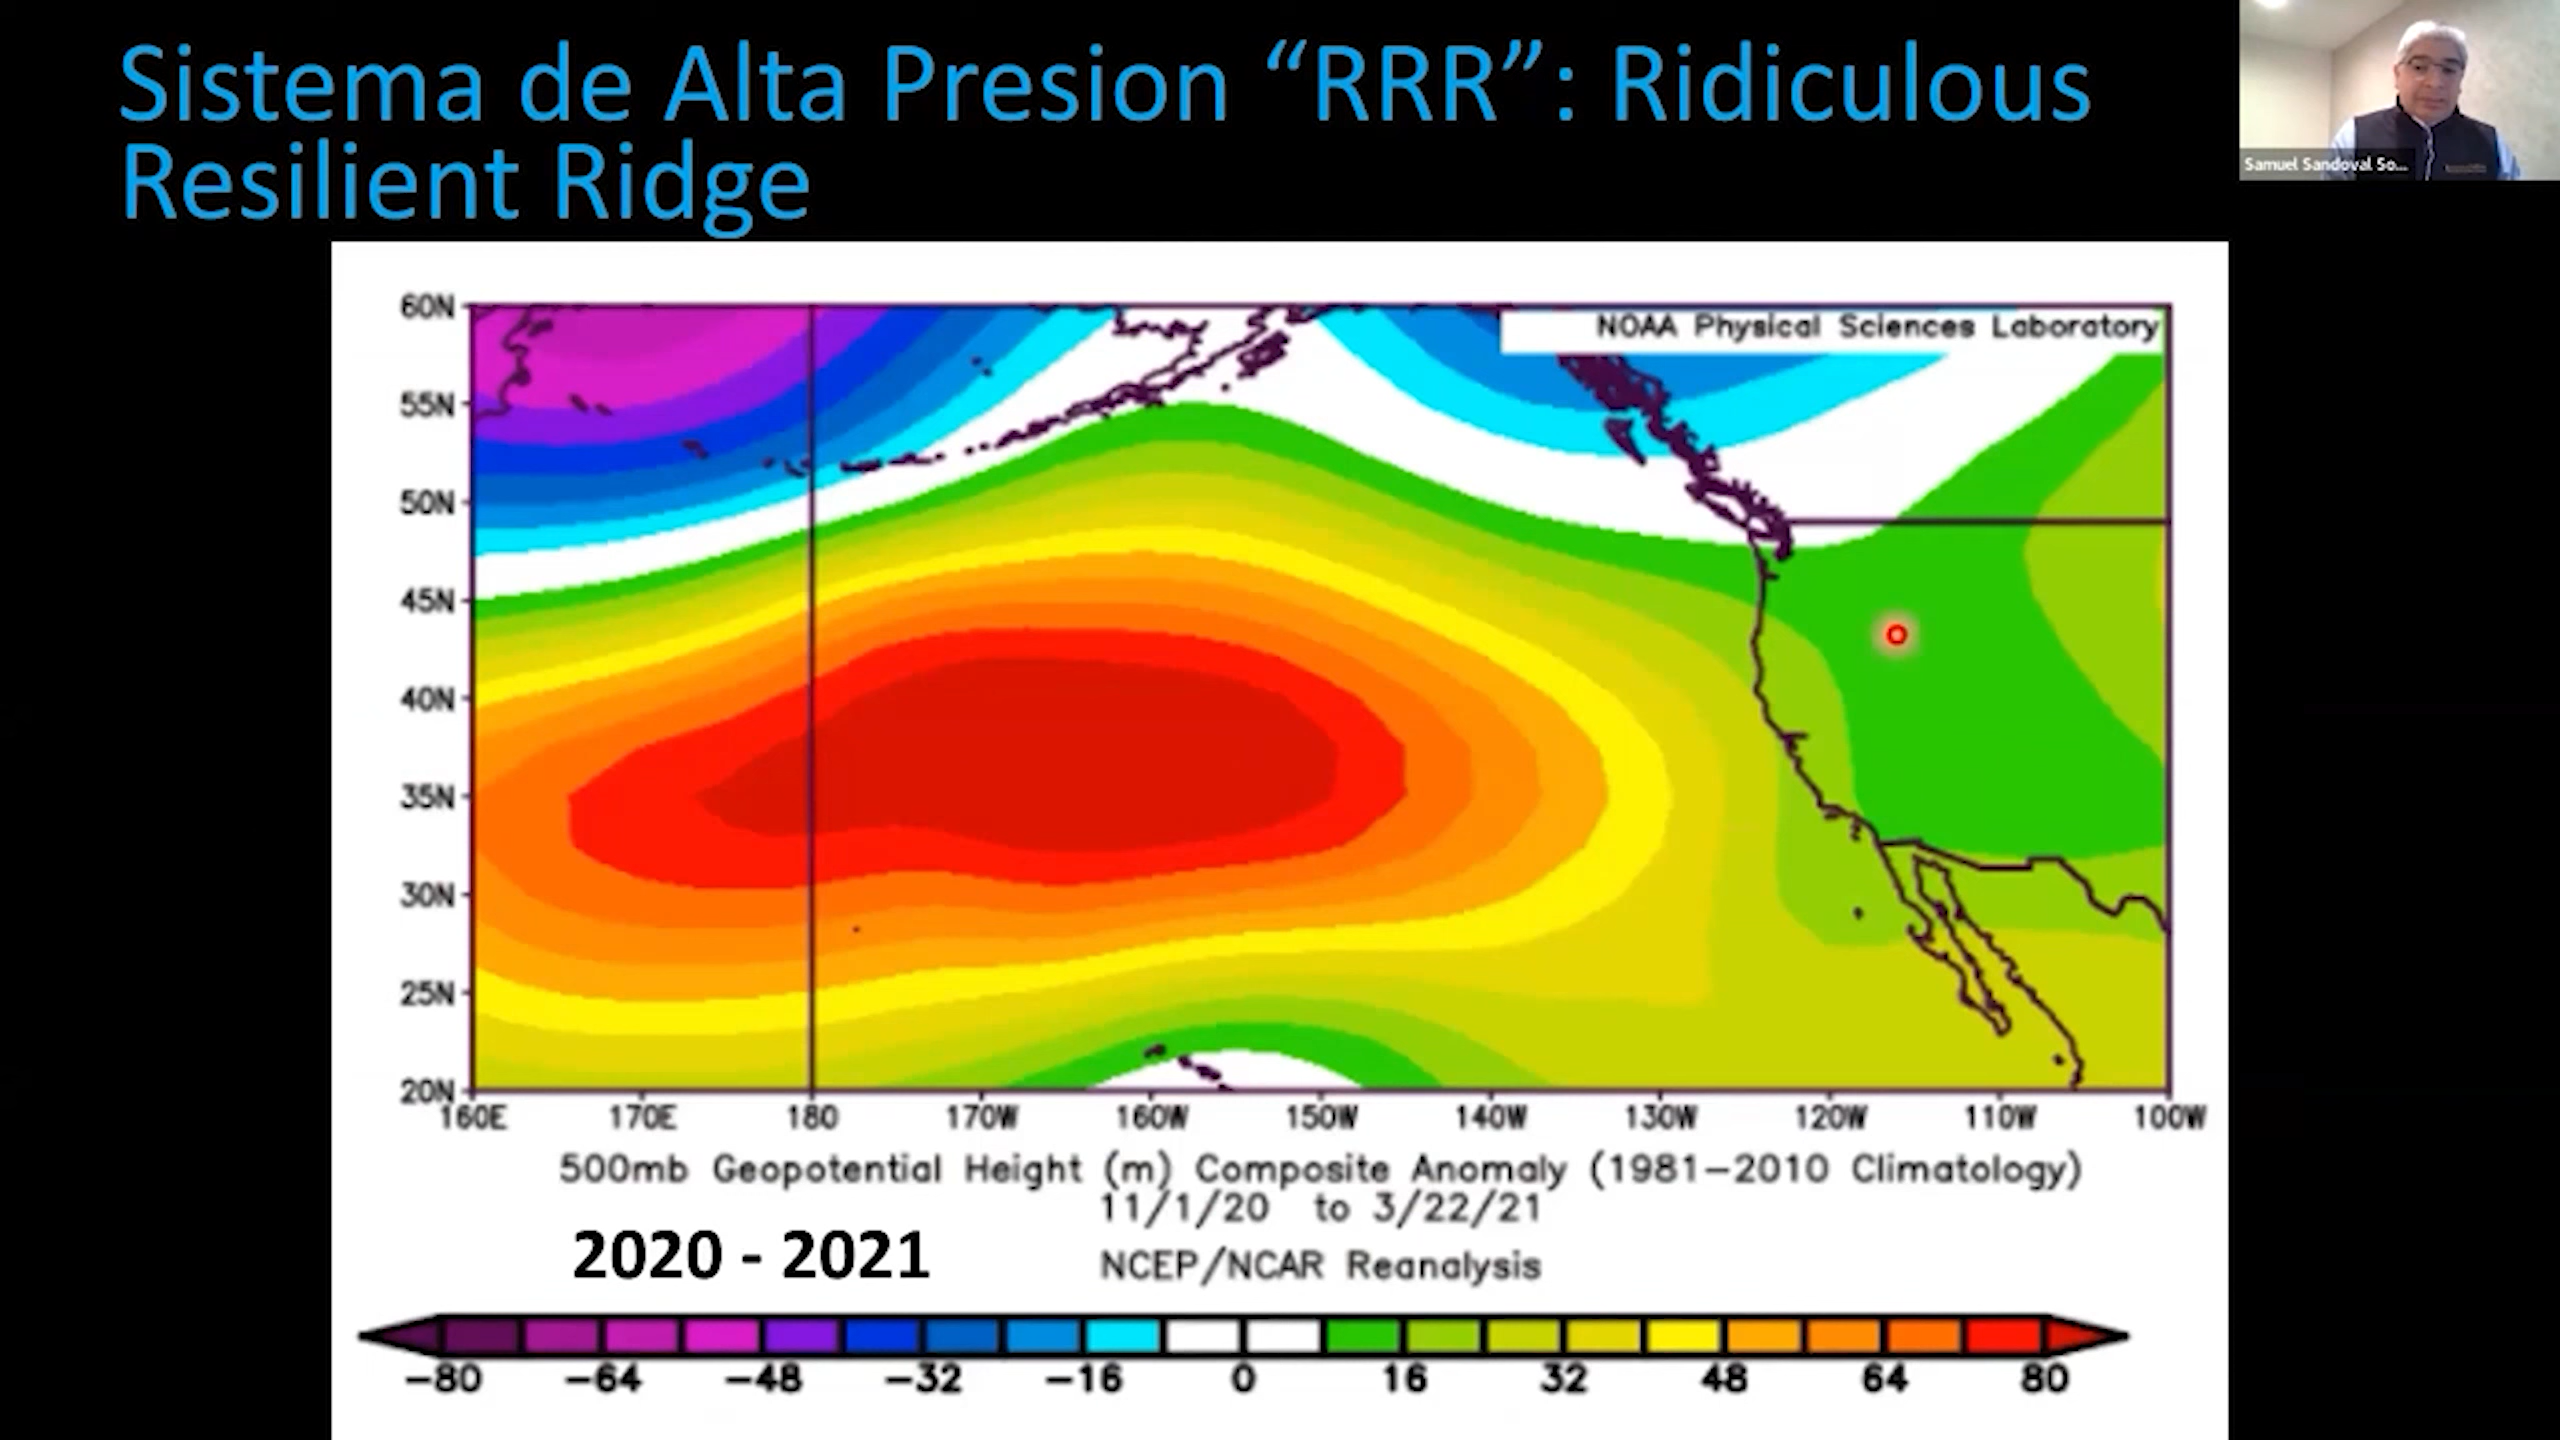 Sistema de Alta Presion “RRR”: Ridiculous
Resilient Ridge
Samuel Sandoval So...
NOAA Physical Sciences Laboratory
60N
55N
50N
45N
40N
35N
30N
25N
20N
160E 170E 180 170W 160W 150W 140W 130W 120W 110W 100W
500mb Geopotential Height (m) Composite Anomaly (1981–2010 Climatology)
11/1/20 to 3/22/21
2020 - 2021
NCEP/NCAR Reanalysis
−80 −64 −48 −32 −16 0 16 32 48 64 80